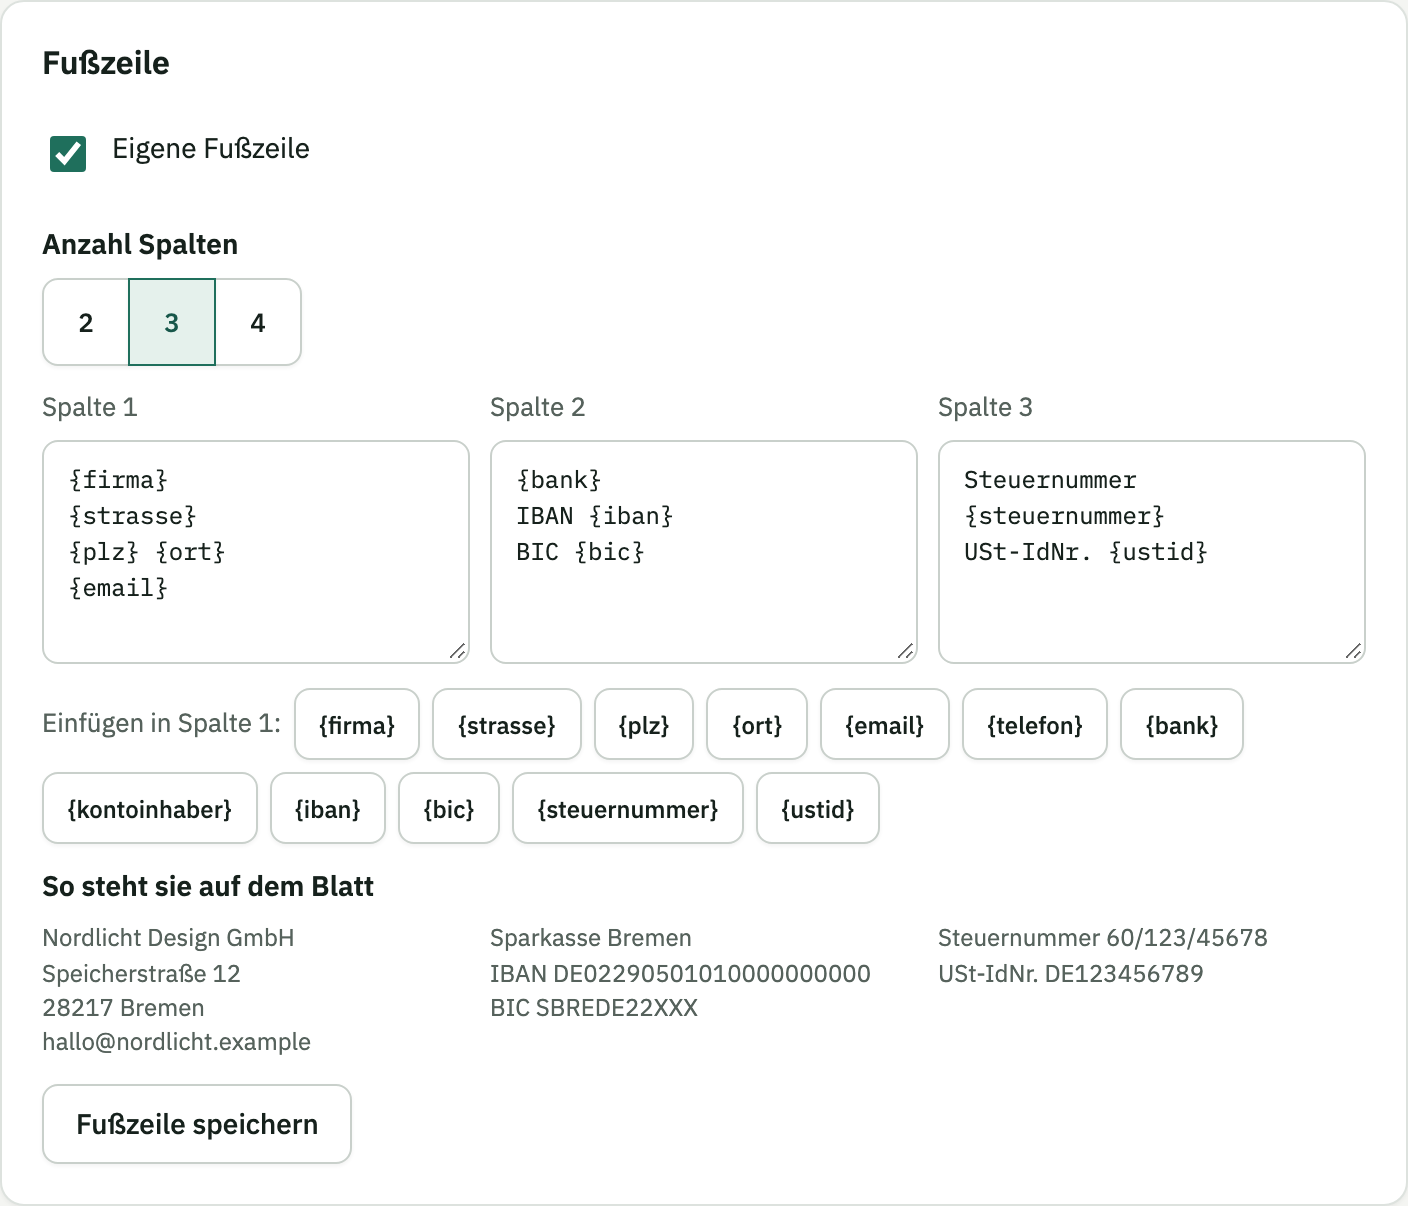 Fußzeile
Eigene Fußzeile
Anzahl Spalten
2 3 4
Spalte 1
{firma}
{strasse}
{plz} {ort}
{email}
Spalte 2
{bank}
IBAN {iban}
BIC {bic}
Spalte 3
Steuernummer
{steuernummer}
USt-IdNr. {ustid}
Einfügen in Spalte 1: {firma} {strasse} {plz} {ort} {email} {telefon} {bank}
{kontoinhaber} {iban} {bic} {steuernummer} {ustid}
So steht sie auf dem Blatt
Nordlicht Design GmbH
Speicherstraße 12
28217 Bremen
hallo@nordlicht.example
Sparkasse Bremen
IBAN DE02290501010000000000
BIC SBREDE22XXX
Steuernummer 60/123/45678
USt-IdNr. DE123456789
Fußzeile speichern